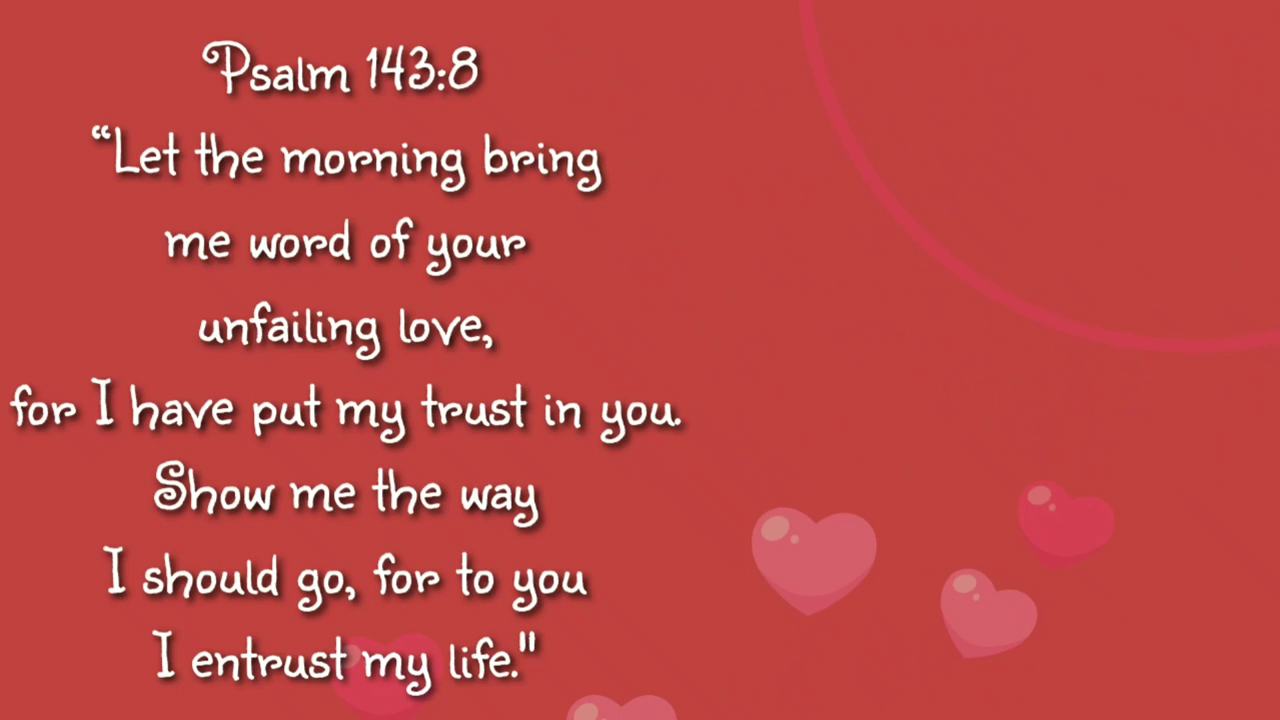 Psalm 143:8
“Let the morning bring
me word of your
unfailing love,
for I have put my trust in you.
Show me the way
I should go, for to you
I entrust my life."